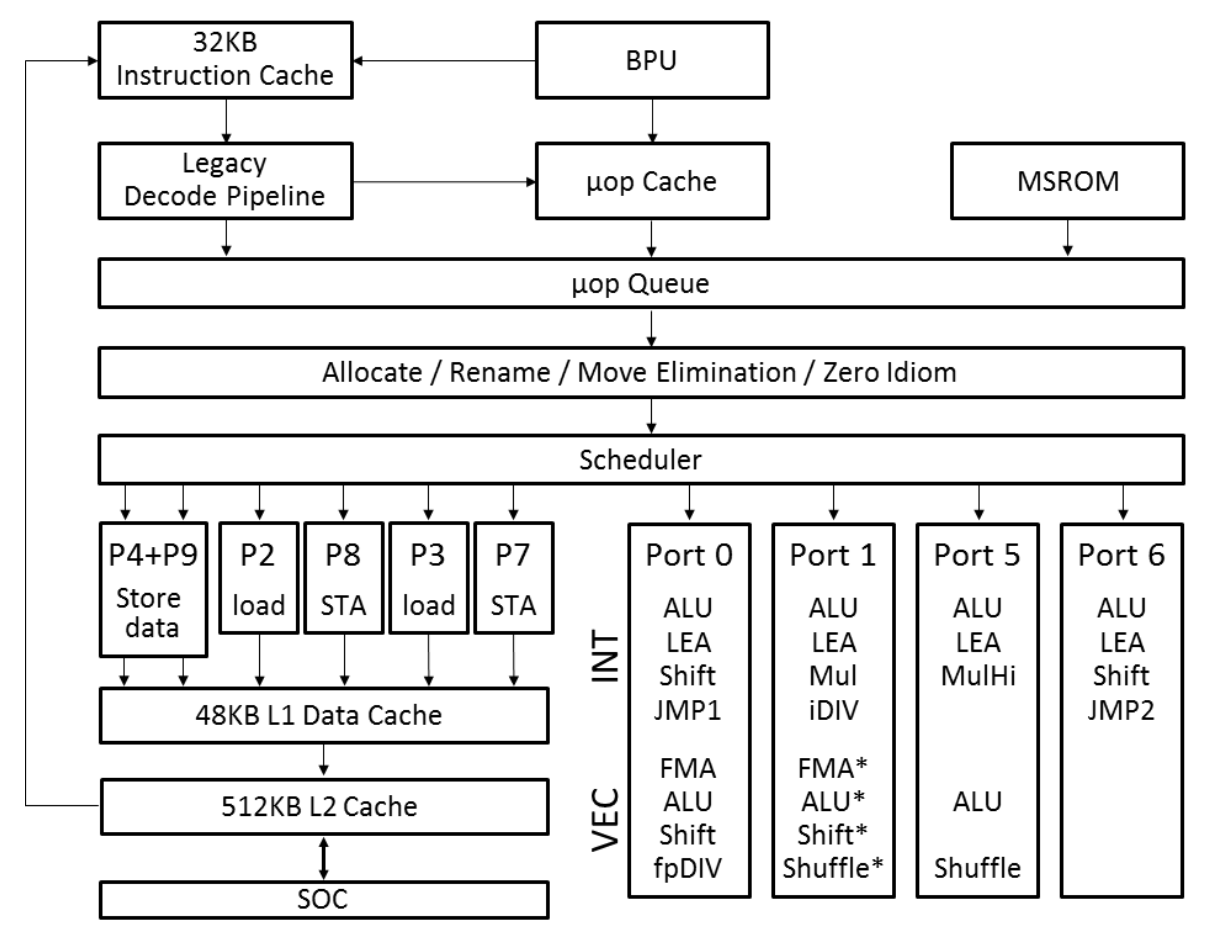 32KB
Instruction Cache
BPU
Legacy
Decode Pipeline
μop Cache
MSROM
μop Queue
Allocate / Rename / Move Elimination / Zero Idiom
Scheduler
P4+P9
Store
data
P2
load
P8
STA
P3
load
P7
STA
INT
VEC
Port 0
ALU
LEA
Shift
JMP1
FMA
ALU
Shift
fpDIV
Port 1
ALU
LEA
Mul
iDIV
FMA*
ALU*
Shift*
Shuffle*
Port 5
ALU
LEA
MulHi
ALU
Shuffle
Port 6
ALU
LEA
Shift
JMP2
48KB L1 Data Cache
512KB L2 Cache
SOC